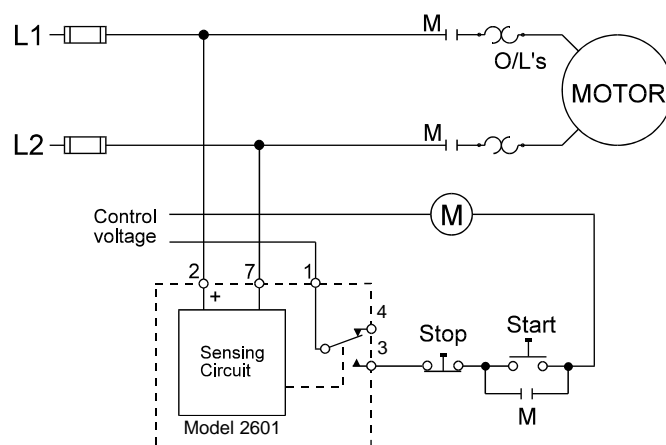 L1
M
O/L's
MOTOR
L2
M
Control
voltage
M
2
7
1
+
4
3
Stop
Start
Sensing
Circuit
M
Model 2601